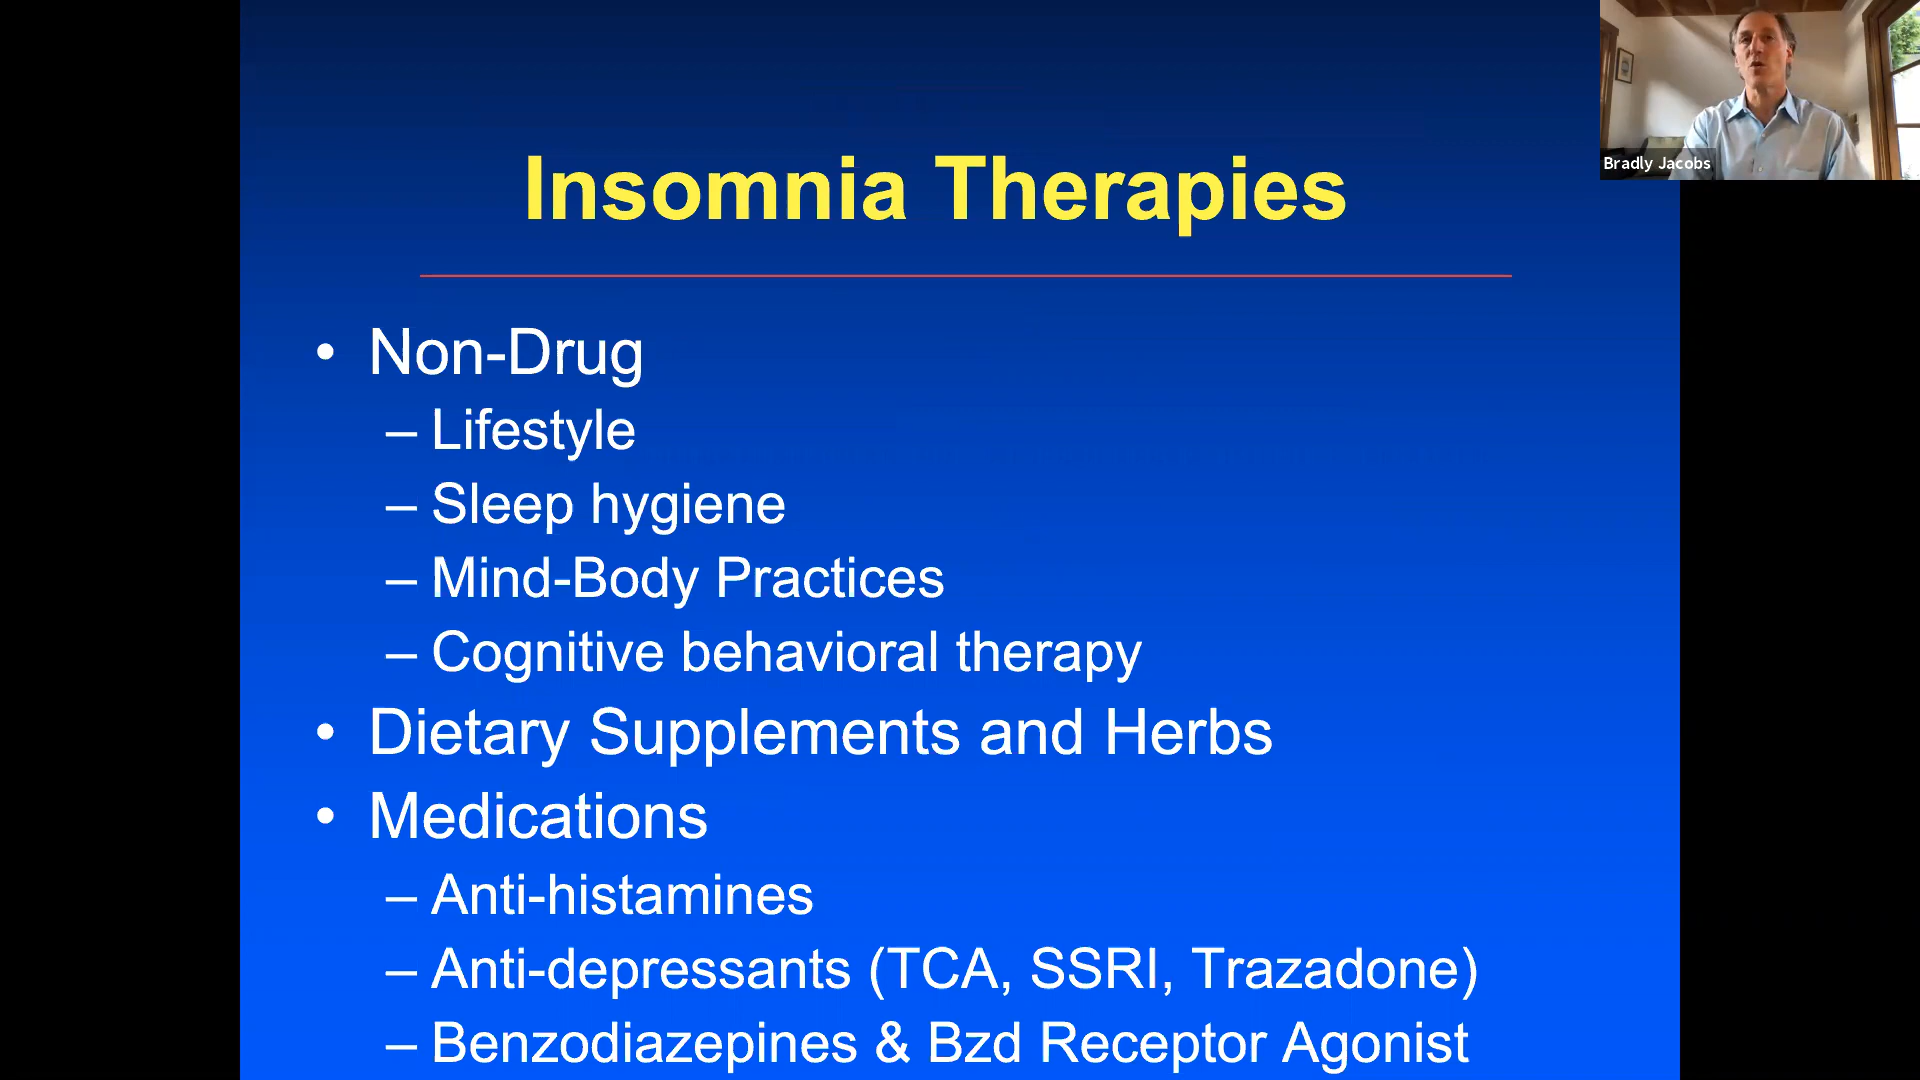 Insomnia Therapies
Bradly Jacobs
• Non-Drug
– Lifestyle
– Sleep hygiene
– Mind-Body Practices
– Cognitive behavioral therapy
• Dietary Supplements and Herbs
• Medications
– Anti-histamines
– Anti-depressants (TCA, SSRI, Trazadone)
– Benzodiazepines & Bzd Receptor Agonist